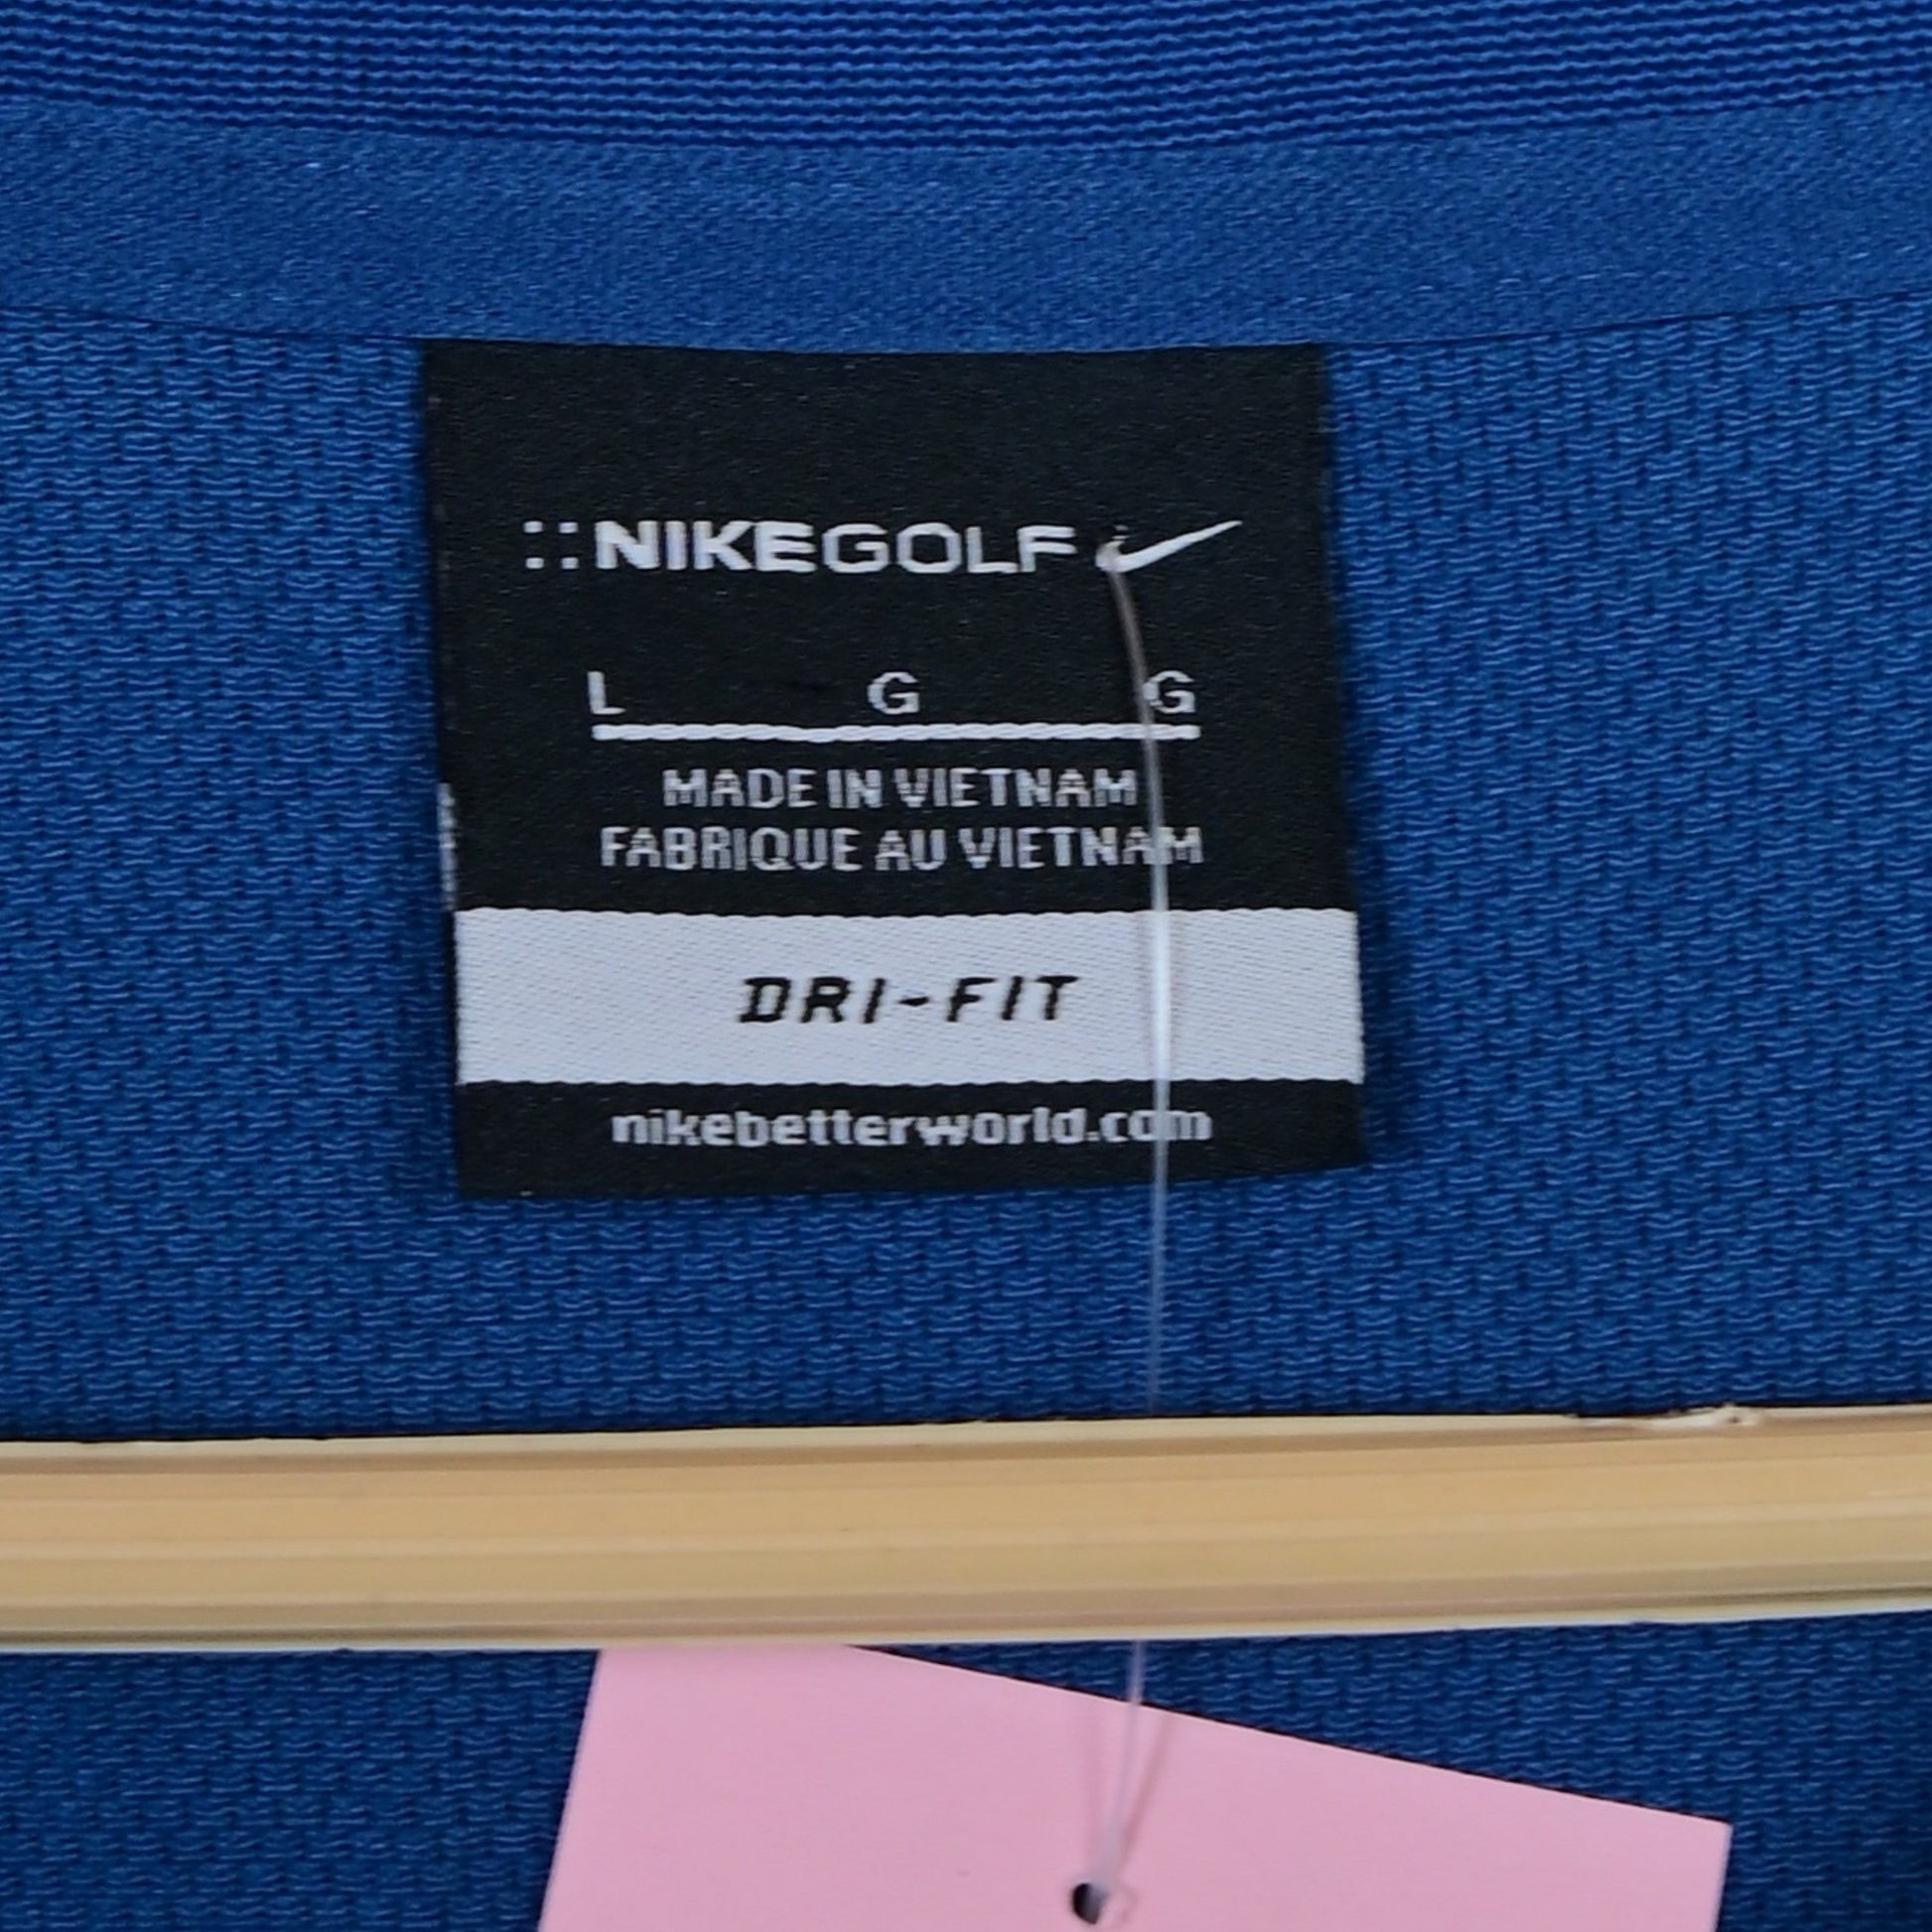 NIKEGOLF
L G G
MADE IN VIETNAM
FABRIQUE AU VIETNAM
DRI-FIT
nikebetterworld.com